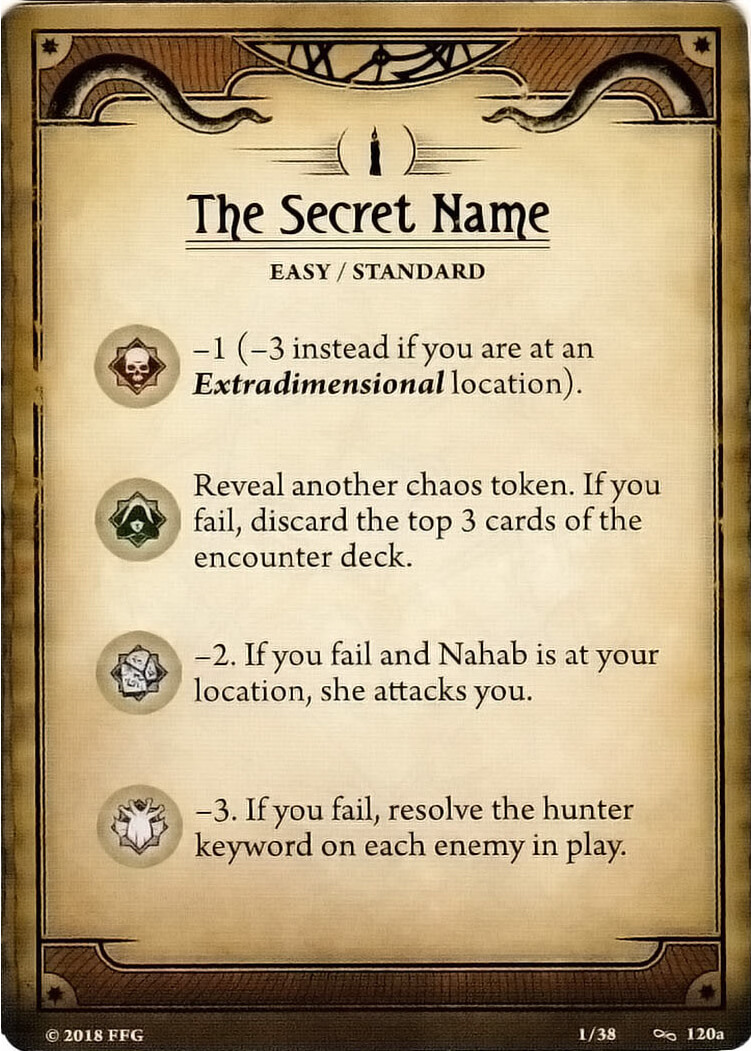 The Secret Name
EASY / STANDARD
–1 (–3 instead if you are at an
Extradimensional location).
Reveal another chaos token. If you
fail, discard the top 3 cards of the
encounter deck.
–2. If you fail and Nahab is at your
location, she attacks you.
–3. If you fail, resolve the hunter
keyword on each enemy in play.
© 2018 FFG 1/38 120a